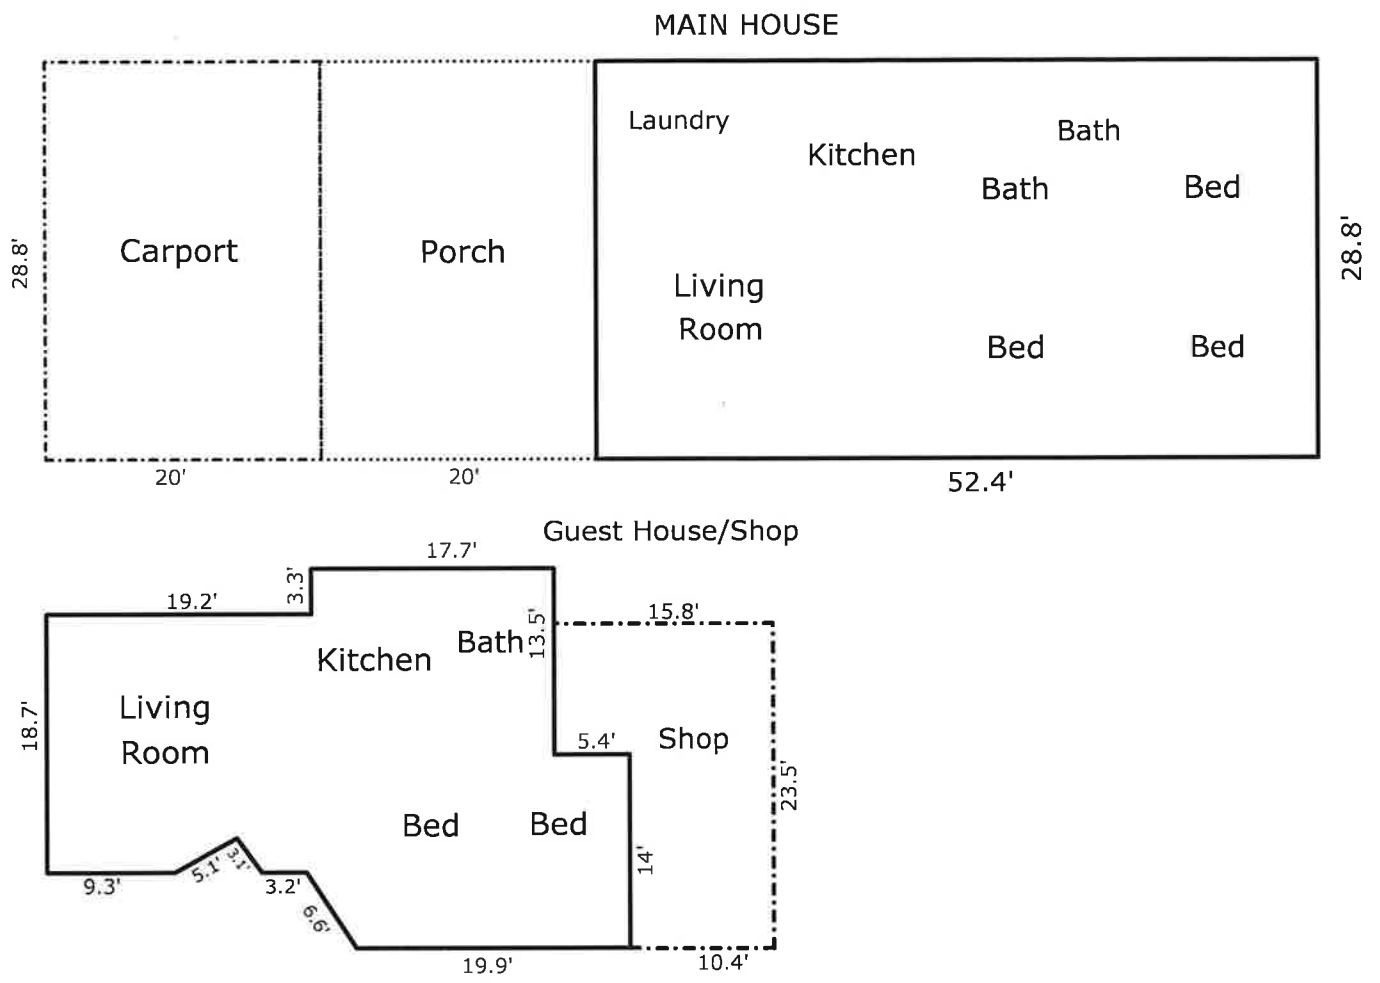 MAIN HOUSE
Laundry
Kitchen
Bath
Bath
Bed
Carport
Porch
28.8'
28.8'
Living
Room
Bed
Bed
20'
20'
52.4'
Guest House/Shop
17.7'
3.3'
19.2'
15.8'
13.5'
Bath
Kitchen
Living
Room
18.7'
5.4'
Shop
23.5'
Bed
Bed
14'
9.3'
5.1'
3.1'
3.2'
6.6'
19.9'
10.4'